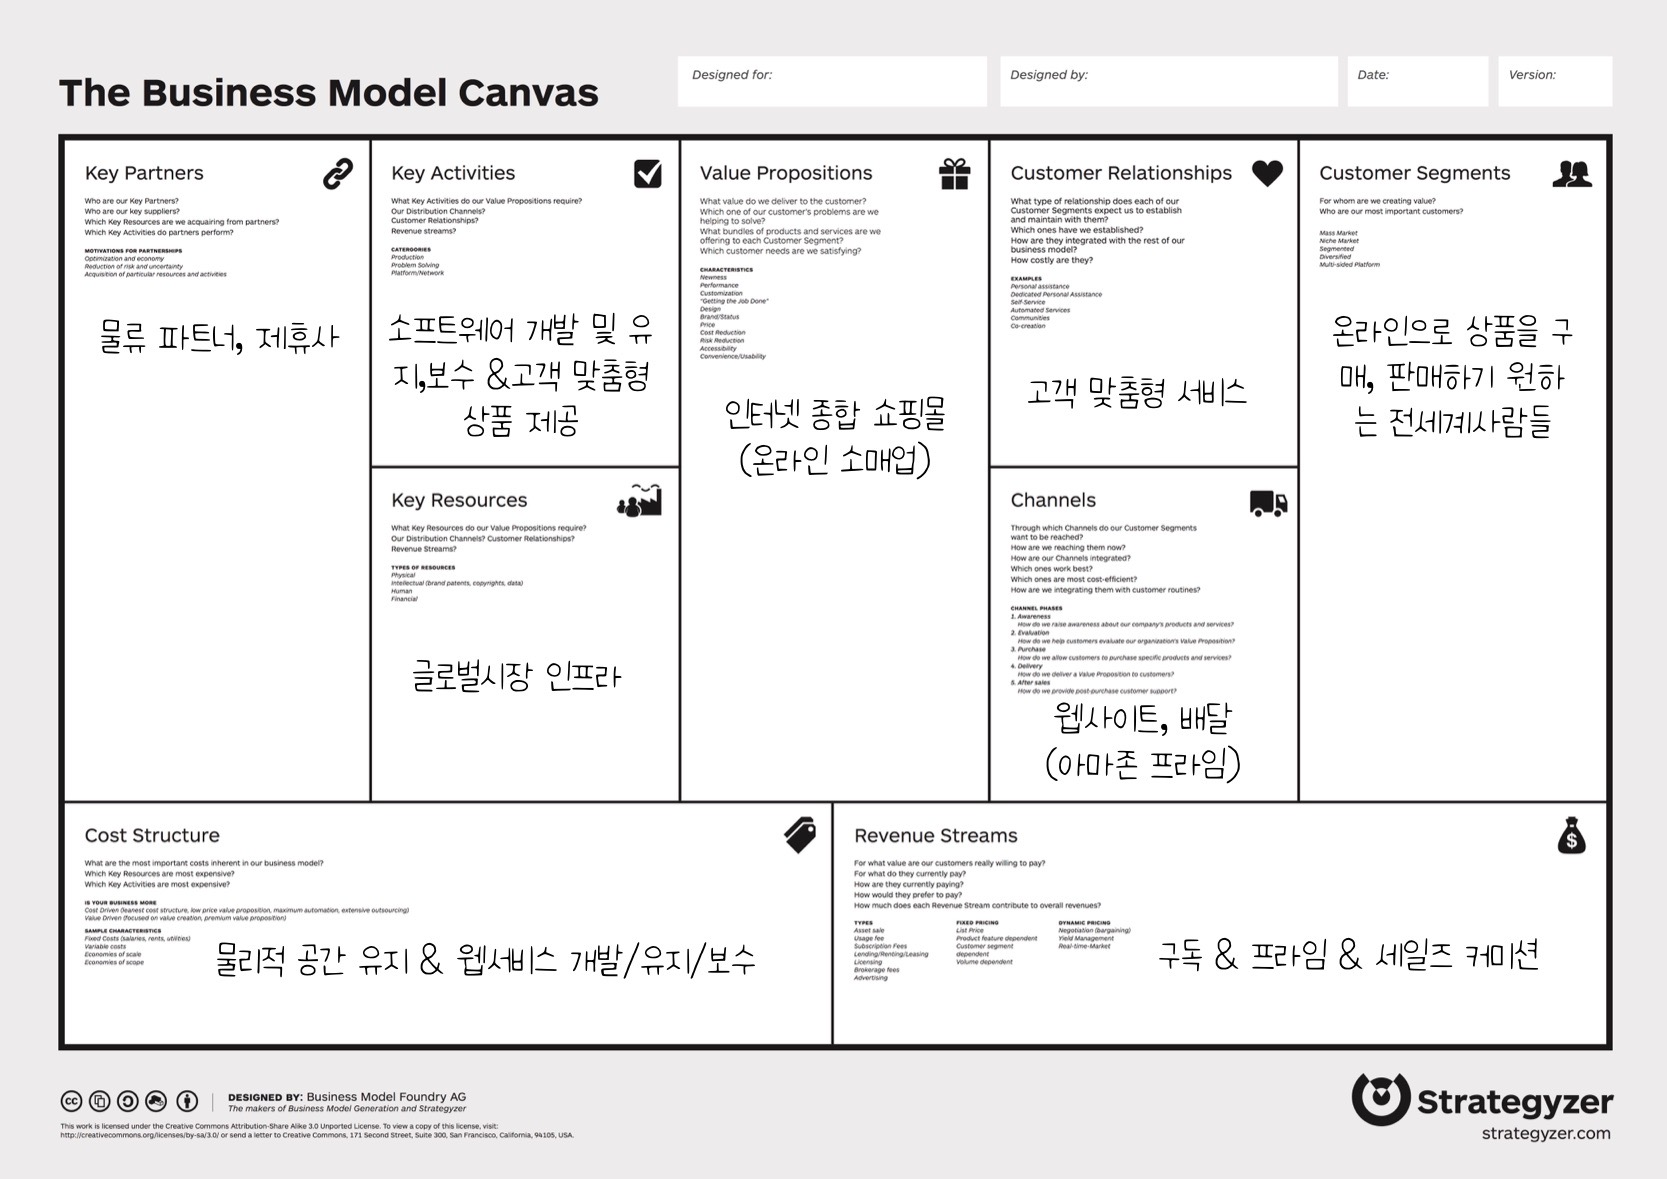 The Business Model Canvas
Designed for:
Designed by:
Date:
Version:
Key Partners
Who are our Key Partners?
Who are our key suppliers?
Which Key Resources are we acquairing from partners?
Which Key Activities do partners perform?
MOTIVATIONS FOR PARTNERSHIPS
Optimization and economy
Reduction of risk and uncertainty
Acquisition of particular resources and activities
물류 파트너, 제휴사
Key Activities
What Key Activities do our Value Propositions require?
Our Distribution Channels?
Customer Relationships?
Revenue streams?
CATERGORIES
Production
Problem Solving
Platform/Network
소프트웨어 개발 및 유
지,보수 &고객 맞춤형
상품 제공
Key Resources
What Key Resources do our Value Propositions require?
Our Distribution Channels? Customer Relationships?
Revenue Streams?
TYPES OF RESOURCES
Physical
Intellectual (brand patents, copyrights, data)
Human
Financial
글로벌시장 인프라
Value Propositions
What value do we deliver to the customer?
Which one of our customer's problems are we
helping to solve?
What bundles of products and services are we
offering to each Customer Segment?
Which customer needs are we satisfying?
CHARACTERISTICS
Newness
Performance
Customization
"Getting the Job Done"
Design
Brand/Status
Price
Cost Reduction
Risk Reduction
Accessibility
Convenience/Usability
인터넷 종합 쇼핑몰
(온라인 소매업)
Customer Relationships
What type of relationship does each of our
Customer Segments expect us to establish
and maintain with them?
Which ones have we established?
How are they integrated with the rest of our
business model?
How costly are they?
EXAMPLES
Personal assistance
Dedicated Personal Assistance
Self-Service
Automated Services
Communities
Co-creation
고객 맞춤형 서비스
Channels
Through which Channels do our Customer Segments
want to be reached?
How are we reaching them now?
How are our Channels integrated?
Which ones work best?
Which ones are most cost-efficient?
How are we integrating them with customer routines?
CHANNEL PHASES
1. Awareness
How do we raise awareness about our company's products and services?
2. Evaluation
How do we help customers evaluate our organization's Value Proposition?
3. Purchase
How do we allow customers to purchase specific products and services?
4. Delivery
How do we deliver a Value Proposition to customers?
5. After sales
How do we provide post-purchase customer support?
웹사이트, 배달
(아마존 프라임)
Customer Segments
For whom are we creating value?
Who are our most important customers?
Mass Market
Niche Market
Segmented
Diversified
Multi-sided Platform
온라인으로 상품을 구
매, 판매하기 원하
는 전세계사람들
Cost Structure
What are the most important costs inherent in our business model?
Which Key Resources are most expensive?
Which Key Activities are most expensive?
IS YOUR BUSINESS MORE
Cost Driven (leanest cost structure, low price value proposition, maximum automation, extensive outsourcing)
Value Driven (focused on value creation, premium value proposition)
SAMPLE CHARACTERISTICS
Fixed Costs (salaries, rents, utilities)
Variable costs
Economies of scale
Economies of scope
물리적 공간 유지 & 웹서비스 개발/유지/보수
Revenue Streams
For what value are our customers really willing to pay?
For what do they currently pay?
How are they currently paying?
How would they prefer to pay?
How much does each Revenue Stream contribute to overall revenues?
TYPES
Asset sale
Usage fee
Subscription Fees
Lending/Renting/Leasing
Licensing
Brokerage fees
Advertising
FIXED PRICING
List Price
Product feature dependent
Customer segment
dependent
Volume dependent
DYNAMIC PRICING
Negotiation (bargaining)
Yield Management
Real-time-Market
구독 & 프라임 & 세일즈 커미션
cc
DESIGNED BY: Business Model Foundry AG
The makers of Business Model Generation and Strategyzer
This work is licensed under the Creative Commons Attribution-Share Alike 3.0 Unported License. To view a copy of this license, visit:
http://creativecommons.org/licenses/by-sa/3.0/ or send a letter to Creative Commons, 171 Second Street, Suite 300, San Francisco, California, 94105, USA.
Strategyzer
strategyzer.com